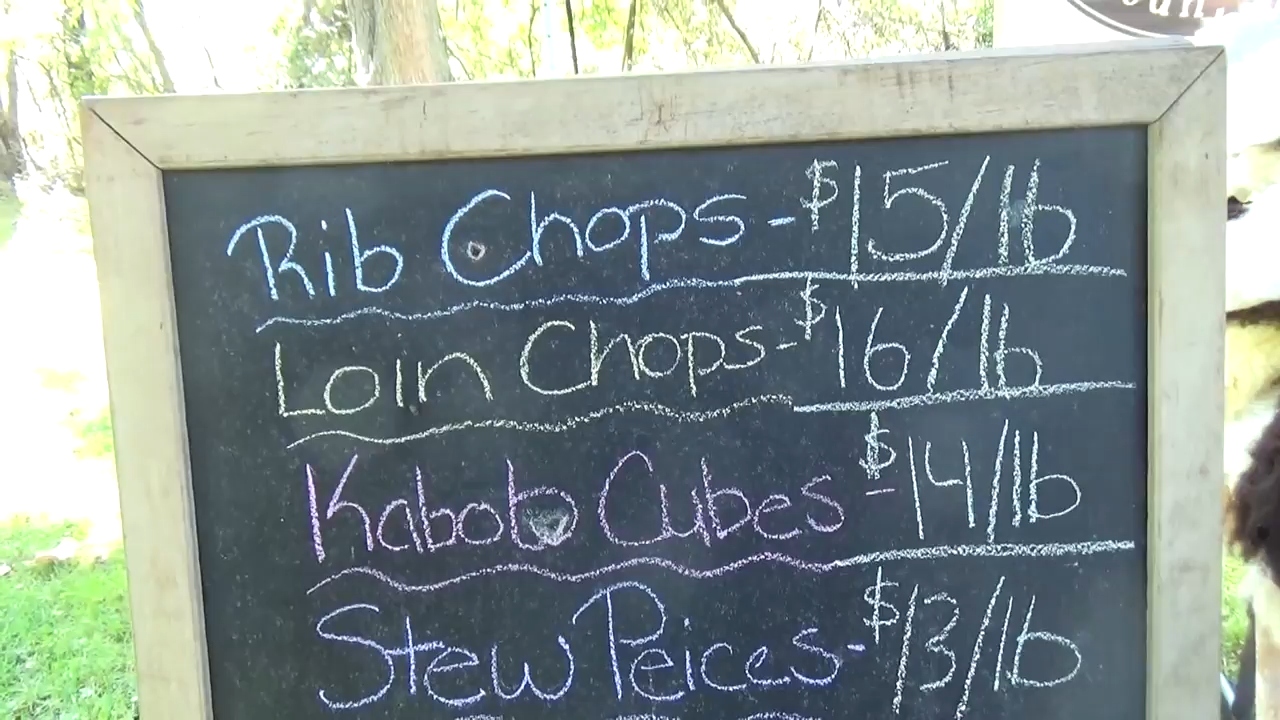 Rib Chops - $15/lb
Loin Chops - $16/lb
Kabob Cubes - $14/lb
Stew Peices - $13/lb